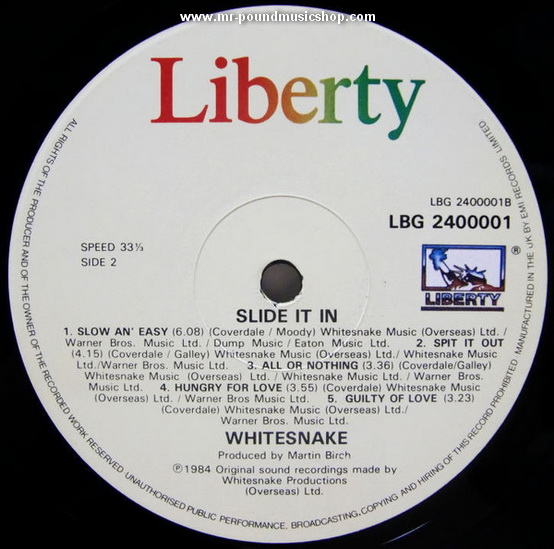 www.mr-poundmusicshop.com
Liberty
LBG 2400001B
LBG 2400001
SPEED 33⅓
SIDE 2
®
LIBERTY
SLIDE IT IN
1. SLOW AN' EASY (6.08) (Coverdale / Moody) Whitesnake Music (Overseas) Ltd. /
Warner Bros. Music Ltd. / Dump Music / Eaton Music Ltd. 2. SPIT IT OUT
(4.15) (Coverdale / Galley) Whitesnake Music (Overseas) Ltd./ Whitesnake Music
Ltd./Warner Bros. Music Ltd. 3. ALL OR NOTHING (3.36) (Coverdale/Galley)
Whitesnake Music (Overseas) Ltd. / Whitesnake Music Ltd. / Warner Bros.
Music Ltd. 4. HUNGRY FOR LOVE (3.55) (Coverdale) Whitesnake Music
(Overseas) Ltd. / Warner Bros Music Ltd. 5. GUILTY OF LOVE (3.23)
(Coverdale) Whitesnake Music (Overseas) Ltd./
Warner Bros. Music Ltd.
WHITESNAKE
Produced by Martin Birch
℗1984 Original sound recordings made by
Whitesnake Productions
(Overseas) Ltd.
ALL RIGHTS OF THE PRODUCER AND OF THE OWNER OF THE RECORDED WORK RESERVED UNAUTHORISED PUBLIC PERFORMANCE, BROADCASTING, COPYING AND HIRING OF THIS RECORD PROHIBITED. MANUFACTURED IN THE UK BY EMI RECORDS LIMITED